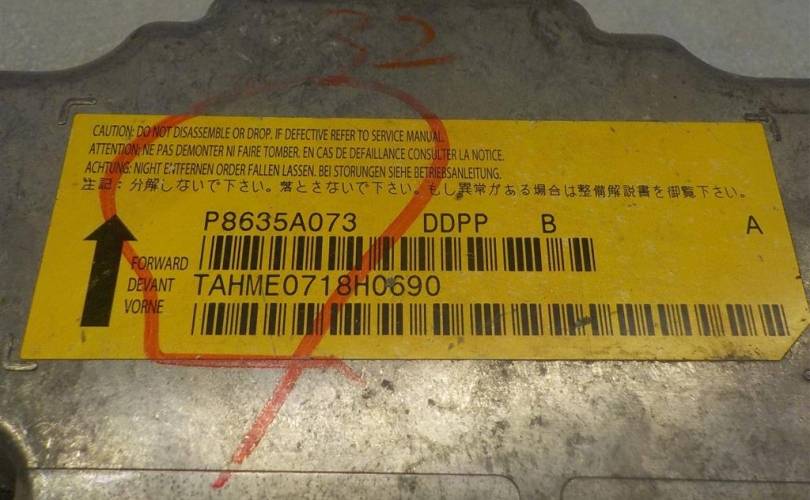 32
CAUTION: DO NOT DISASSEMBLE OR DROP. IF DEFECTIVE REFER TO SERVICE MANUAL.
ATTENTION: NE PAS DEMONTER NI FAIRE TOMBER. EN CAS DE DEFAILLANCE CONSULTER LA NOTICE.
ACHTUNG: NIGHT ENTFERNEN ORDER FALLEN LASSEN. BEI STORUNGEN SIEHE BETRIEBSANLEITUNG.
注記：分解しないで下さい。落とさないで下さい。もし異常がある場合は整備解説書を御覧下さい。
P8635A073 DDPP B A
FORWARD
TAHME0718H0690
DEVANT
VORNE